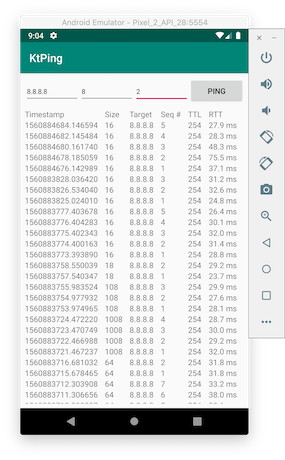 Android Emulator - Pixel_2_API_28:5554
9:04
KtPing
8.8.8.8 8 2 PING
Timestamp Size Target Seq # TTL RTT
1560884684.146594 16 8.8.8.8 5 254 27.9 ms
1560884682.145484 16 8.8.8.8 4 254 28.3 ms
1560884680.161740 16 8.8.8.8 3 254 48.3 ms
1560884678.185059 16 8.8.8.8 2 254 75.5 ms
1560884676.142989 16 8.8.8.8 1 254 37.1 ms
1560883828.036420 16 8.8.8.8 3 254 31.2 ms
1560883826.534040 16 8.8.8.8 2 254 32.6 ms
1560883825.024010 16 8.8.8.8 1 254 24.8 ms
1560883777.403678 16 8.8.8.8 5 254 26.4 ms
1560883776.404283 16 8.8.8.8 4 254 30.1 ms
1560883775.402343 16 8.8.8.8 3 254 32.0 ms
1560883774.400163 16 8.8.8.8 2 254 31.4 ms
1560883773.393890 16 8.8.8.8 1 254 28.8 ms
1560883758.550039 18 8.8.8.8 2 254 29.2 ms
1560883757.540347 18 8.8.8.8 1 254 23.7 ms
1560883755.983524 108 8.8.8.8 3 254 29.9 ms
1560883754.977932 108 8.8.8.8 2 254 27.6 ms
1560883753.974965 108 8.8.8.8 1 254 28.1 ms
1560883724.472220 1008 8.8.8.8 4 254 28.7 ms
1560883723.470749 1008 8.8.8.8 3 254 30.0 ms
1560883722.466988 1008 8.8.8.8 2 254 29.2 ms
1560883721.467237 1008 8.8.8.8 1 254 32.0 ms
1560883716.681032 64 8.8.8.8 2 254 31.8 ms
1560883715.678465 64 8.8.8.8 1 254 31.8 ms
1560883712.303908 64 8.8.8.8 7 254 33.2 ms
1560883711.306656 64 8.8.8.8 6 254 38.0 ms